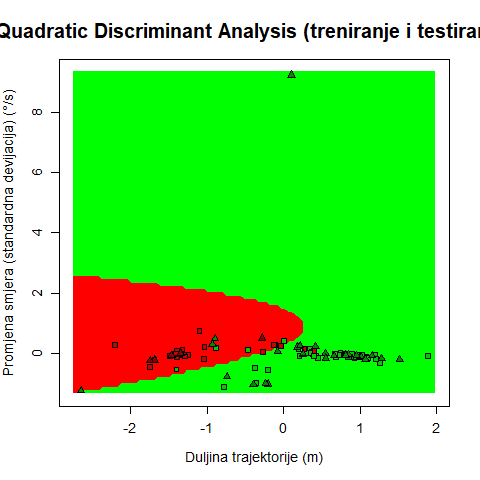 Quadratic Discriminant Analysis (treniranje i testiran
Promjena smjera (standardna devijacija) (°/s)
8
6
4
2
0
-2 -1 0 1 2
Duljina trajektorije (m)